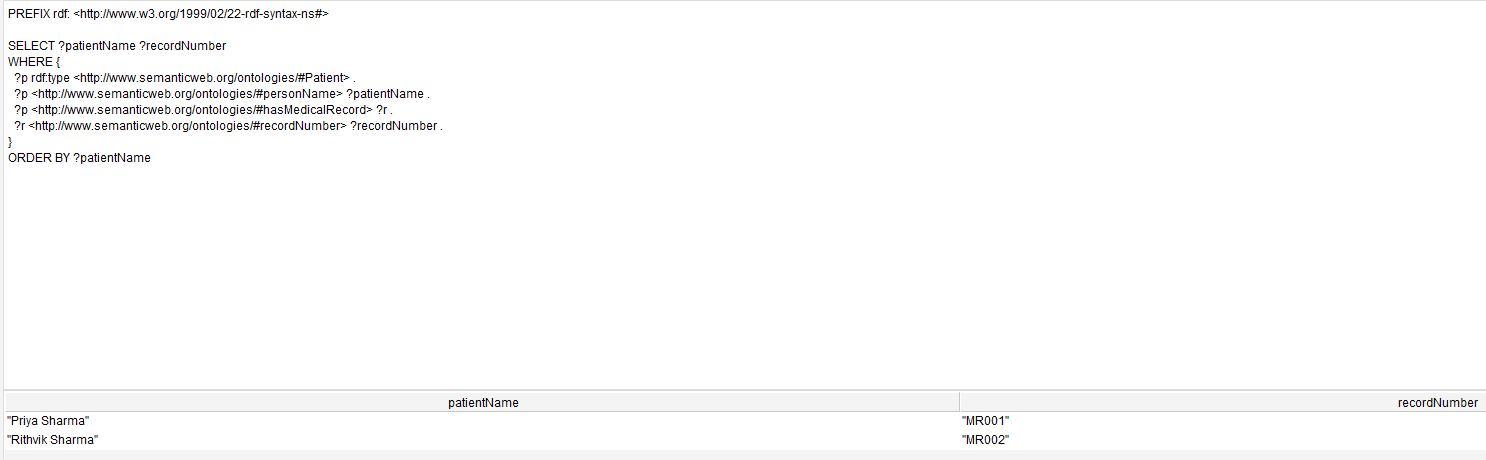 PREFIX rdf: <http://www.w3.org/1999/02/22-rdf-syntax-ns#>
SELECT ?patientName ?recordNumber
WHERE {
?p rdf:type <http://www.semanticweb.org/ontologies/#Patient> .
?p <http://www.semanticweb.org/ontologies/#personName> ?patientName .
?p <http://www.semanticweb.org/ontologies/#hasMedicalRecord> ?r .
?r <http://www.semanticweb.org/ontologies/#recordNumber> ?recordNumber .
}
ORDER BY ?patientName
patientName recordNumber
"Priya Sharma" "MR001"
"Rithvik Sharma" "MR002"